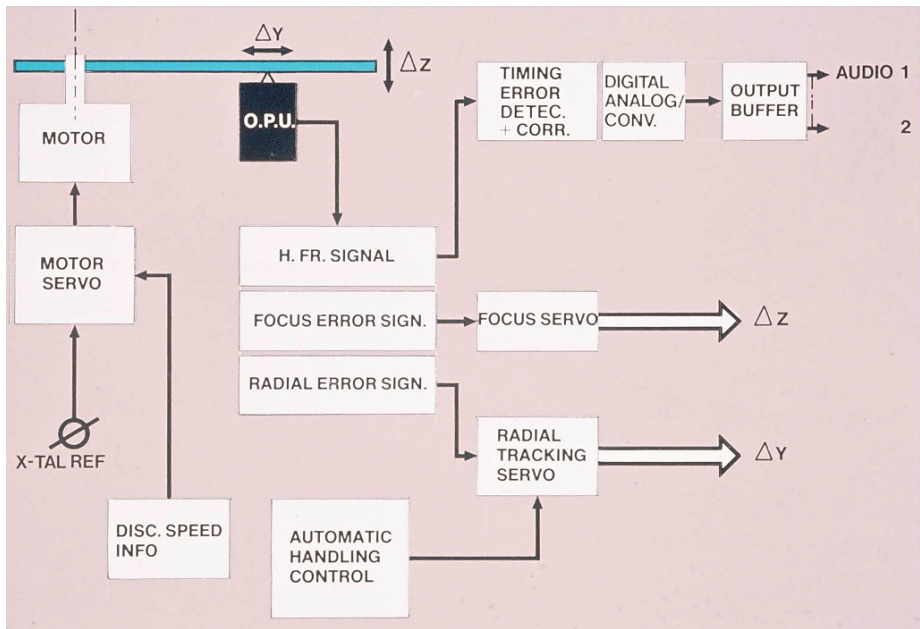 ΔY
ΔZ
MOTOR
O.P.U.
TIMING
ERROR
DETEC.
+ CORR.
DIGITAL
ANALOG/
CONV.
OUTPUT
BUFFER
AUDIO 1
2
MOTOR
SERVO
H. FR. SIGNAL
FOCUS ERROR SIGN.
FOCUS SERVO
ΔZ
RADIAL ERROR SIGN.
RADIAL
TRACKING
SERVO
ΔY
X-TAL REF
DISC. SPEED
INFO
AUTOMATIC
HANDLING
CONTROL